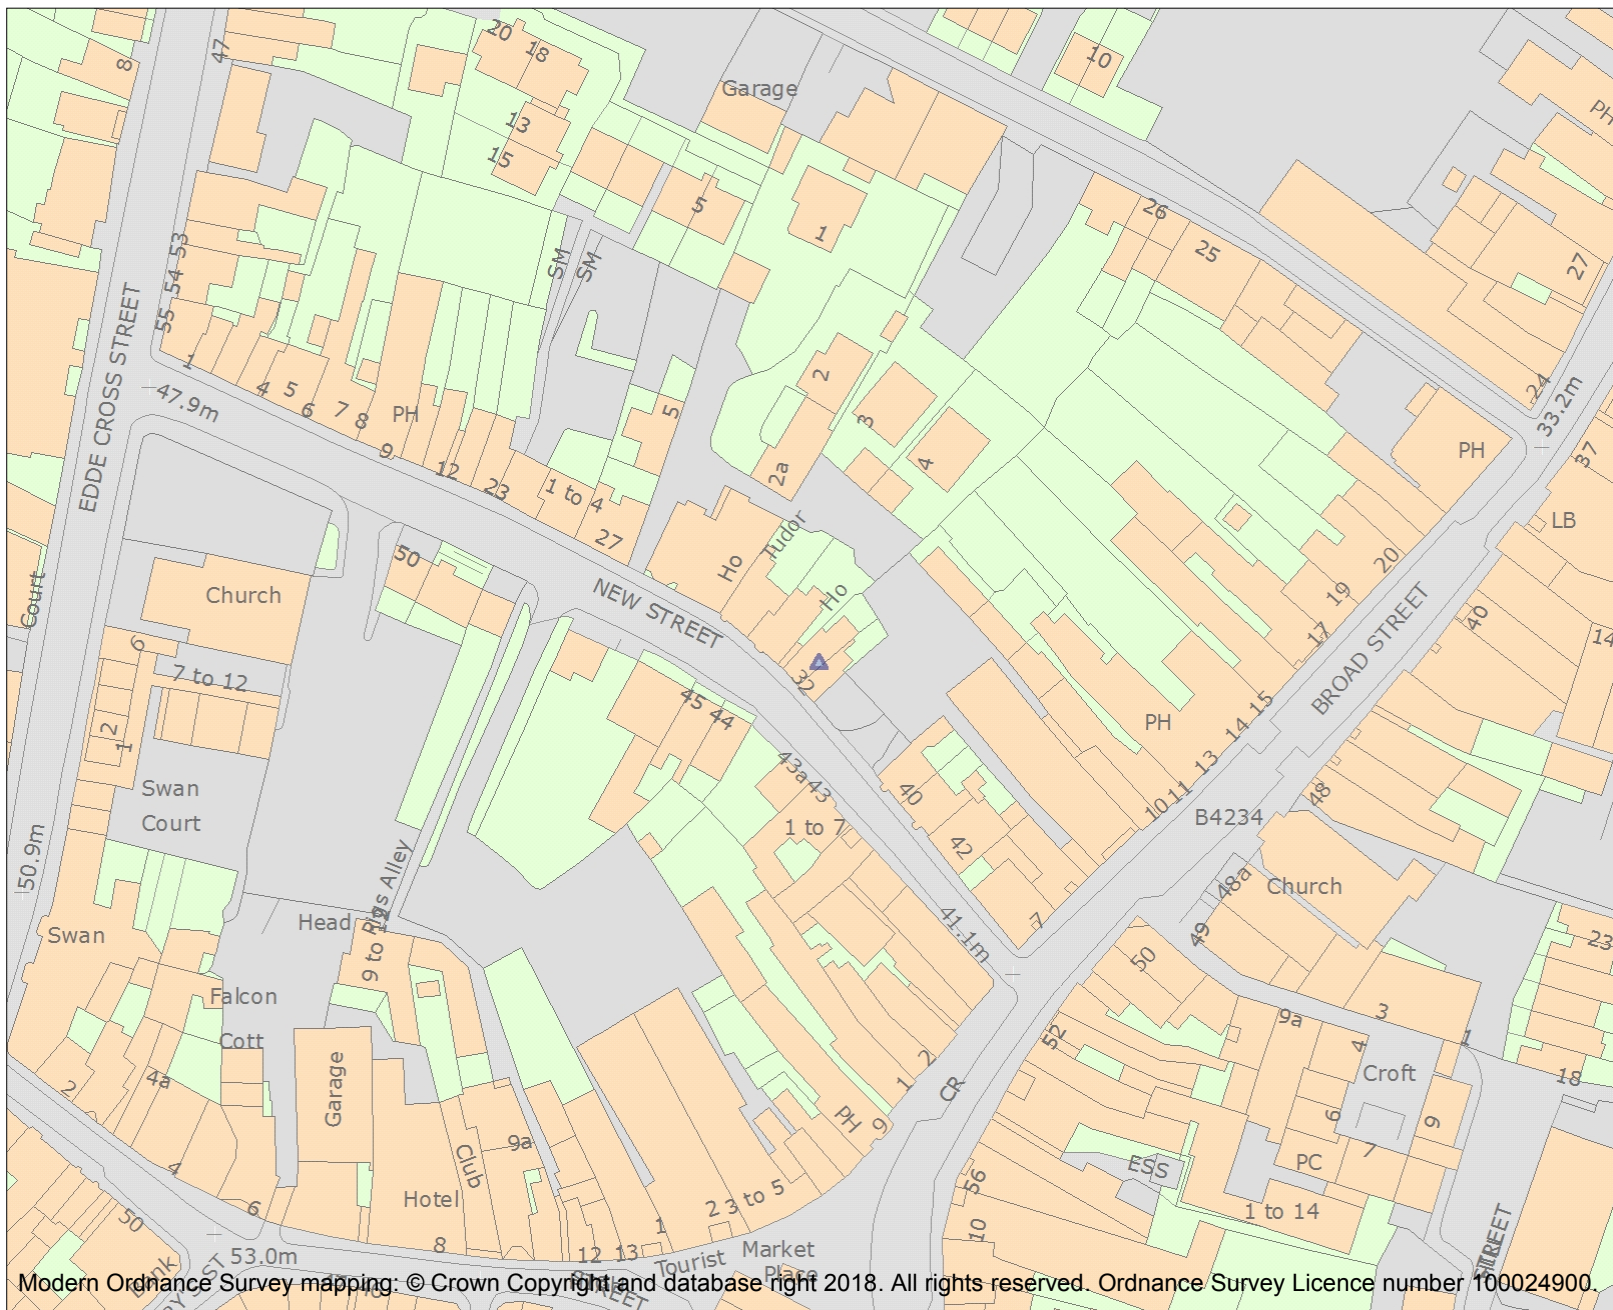 20 18
47
8
Garage
10
PH
13
15
5
1
26
25
27
53
54
55
SM
SM
EDDE CROSS STREET
47.9m
1
4 5
6
7 8
PH
9
12
23
1 to 4
27
5
2
2a
3
4
24
33.2m
PH
37
LB
Court
Church
50
NEW STREET
Ho
Tudor
Ho
32
20
19
17
BROAD STREET
40
14
6
7 to 12
2
1
45 44
43a 43
PH
14 15
13
10 11
B4234
48
Swan
Court
50.9m
1 to 7
40
42
7
48a
Church
49
50
41.1m
Swan
Head
Pigs Alley
9 to 12
Falcon
Cott
23
9a
3
1
4
Croft
18
52
2
4a
Garage
1 2
CR
PH
9
6
7
9
PC
ESS
1 to 14
4
6
Club
9a
Hotel
8
2 3 to 5
1
12 13
56
10
50
53.0m
Tourist
Market
Place
Bank
STREET
STREET
Modern Ordnance Survey mapping: © Crown Copyright and database right 2018. All rights reserved. Ordnance Survey Licence number 100024900.